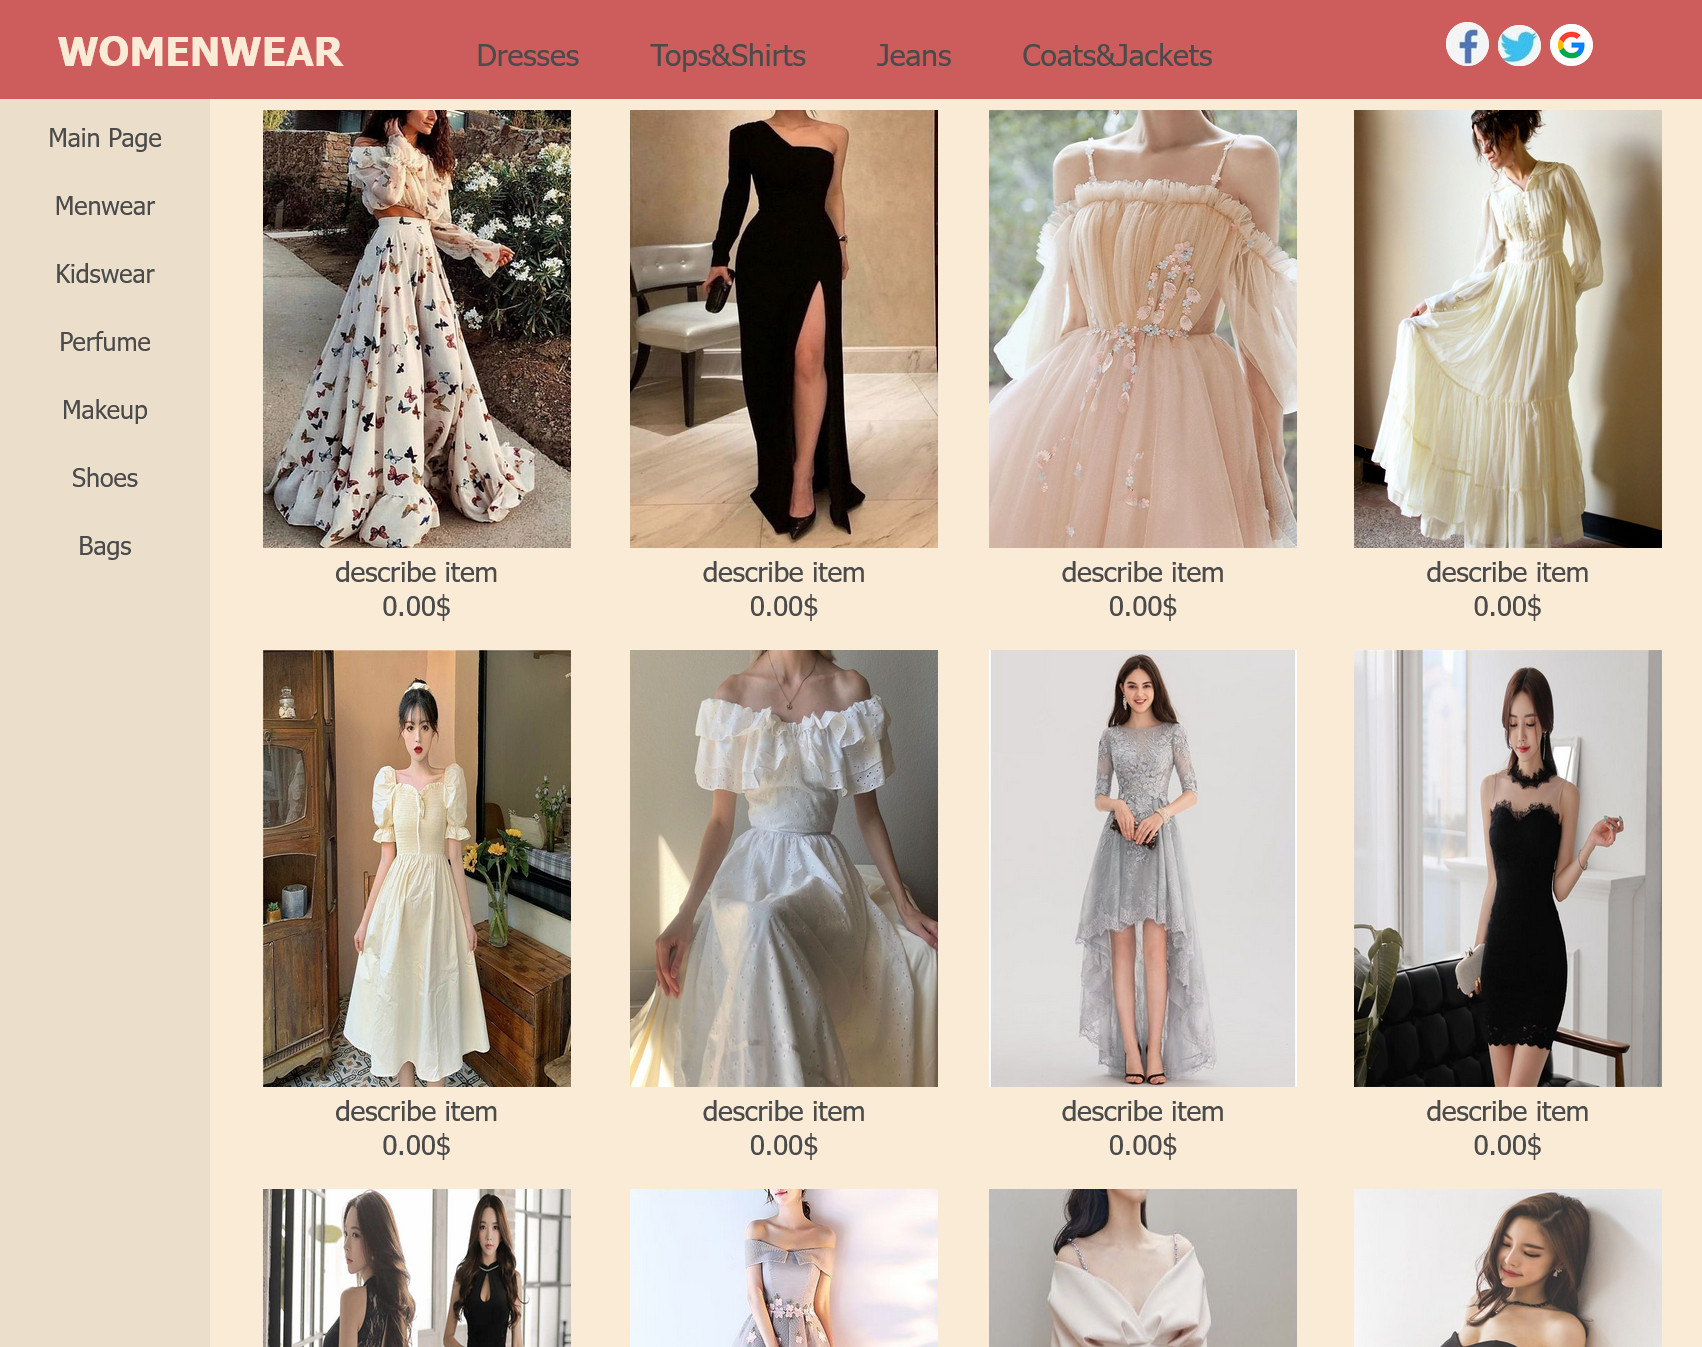 WOMENWEAR
Dresses
Tops&Shirts
Jeans
Coats&Jackets
Main Page
Menwear
Kidswear
Perfume
Makeup
Shoes
Bags
describe item
0.00$
describe item
0.00$
describe item
0.00$
describe item
0.00$
describe item
0.00$
describe item
0.00$
describe item
0.00$
describe item
0.00$